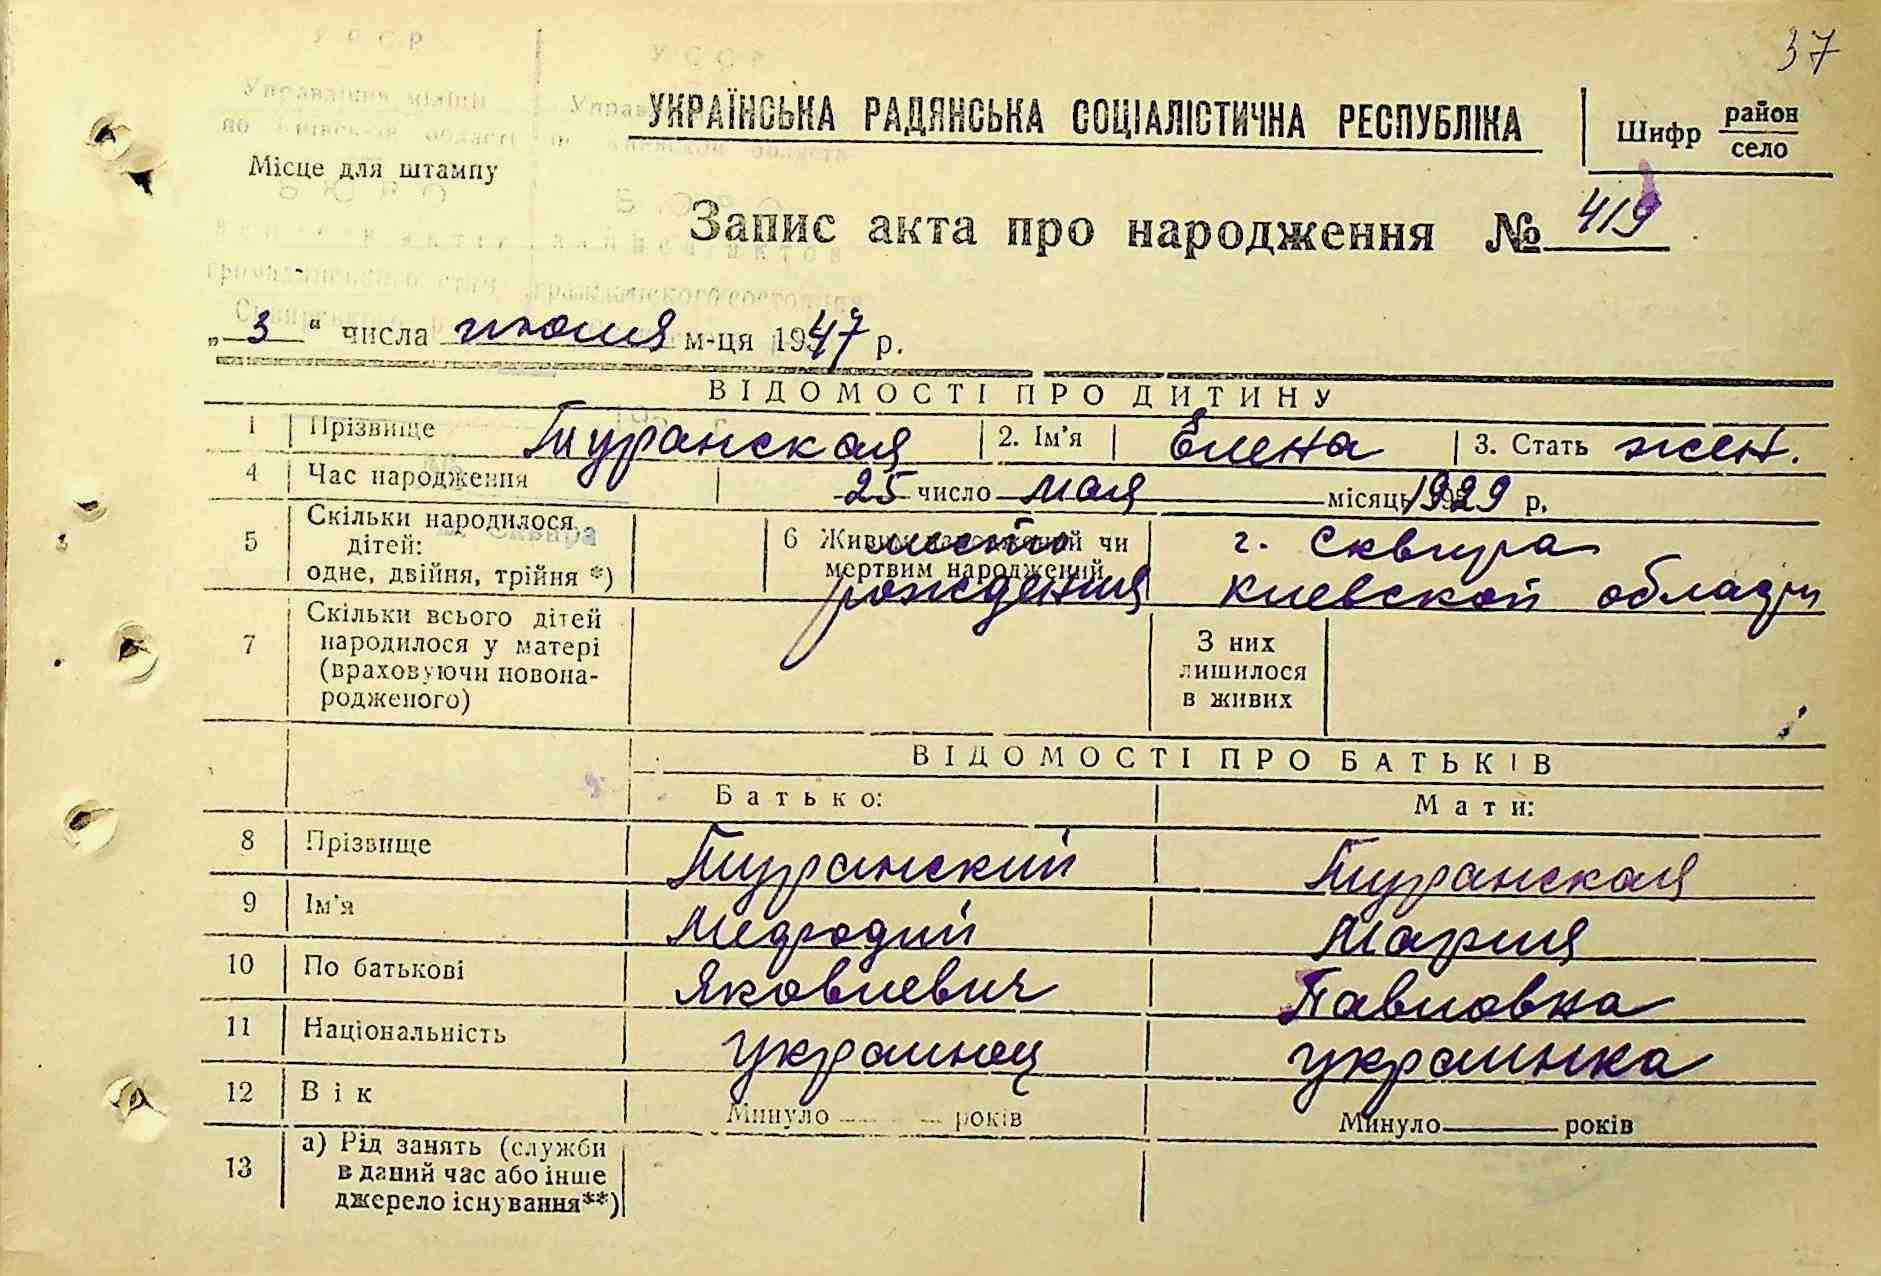 37
УКРАЇНСЬКА РАДЯНСЬКА СОЦІАЛІСТИЧНА РЕСПУБЛІКА
Шифр район
село
Місце для штампу
Запис акта про народження № 419
„ 3 “ числа июля м-ця 1947 р.
ВІДОМОСТІ ПРО ДИТИНУ
1 Прізвище Туранская 2. Ім'я Елена 3. Стать жен.
4 Час народження 25 число мая місяць 1929 р.
5 Скільки народилося дітей: одне, двійня, трійня *)
6 Живим народжений чи мертвим народжений
место рождения
г. Сквира
Киевской области
7 Скільки всього дітей
народилося у матері
(враховуючи новона-
родженого)
З них
лишилося
в живих
ВІДОМОСТІ ПРО БАТЬКІВ
Батько: Мати:
8 Прізвище Туранский Туранская
9 Ім'я Мефодий Мария
10 По батькові Яковлевич Павловна
11 Національність украинец украинка
12 Вік Минуло років Минуло років
13 а) Рід занять (служби
в даний час або інше
джерело існування**)